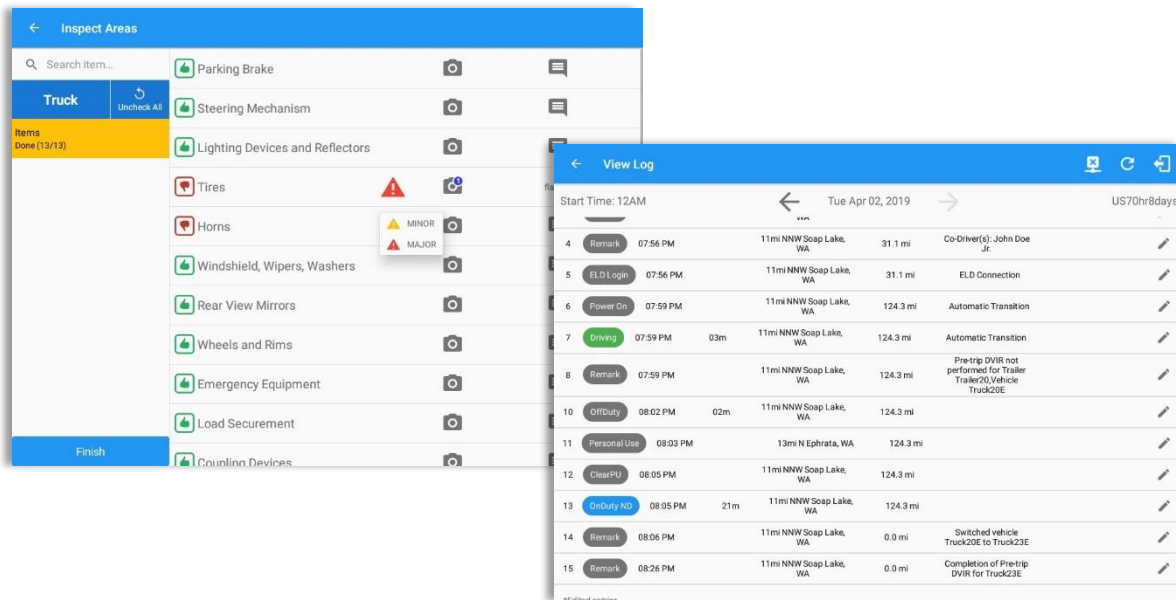 Inspect Areas
Search item...
Truck
Uncheck All
Items
Done (13/13)
Parking Brake
Steering Mechanism
Lighting Devices and Reflectors
Tires
1
Horns
MINOR
MAJOR
Windshield, Wipers, Washers
Rear View Mirrors
Wheels and Rims
Emergency Equipment
Load Securement
Coupling Devices
Finish
View Log
Start Time: 12AM Tue Apr 02, 2019 US70hr8days
WA
4 Remark 07:56 PM 11mi NNW Soap Lake, WA 31.1 mi Co-Driver(s): John Doe Jr.
5 ELD Login 07:56 PM 11mi NNW Soap Lake, WA 31.1 mi ELD Connection
6 Power On 07:59 PM 11mi NNW Soap Lake, WA 124.3 mi Automatic Transition
7 Driving 07:59 PM 03m 11mi NNW Soap Lake, WA 124.3 mi Automatic Transition
8 Remark 07:59 PM 11mi NNW Soap Lake, WA 124.3 mi Pre-trip DVIR not performed for Trailer Trailer20,Vehicle Truck20E
10 OffDuty 08:02 PM 02m 11mi NNW Soap Lake, WA 124.3 mi
11 Personal Use 08:03 PM 13mi N Ephrata, WA 124.3 mi
12 ClearPU 08:05 PM 11mi NNW Soap Lake, WA 124.3 mi
13 OnDuty ND 08:05 PM 21m 11mi NNW Soap Lake, WA 124.3 mi
14 Remark 08:06 PM 11mi NNW Soap Lake, WA 0.0 mi Switched vehicle Truck20E to Truck23E
15 Remark 08:26 PM 11mi NNW Soap Lake, WA 0.0 mi Completion of Pre-trip DVIR for Truck23E
*Edited entries